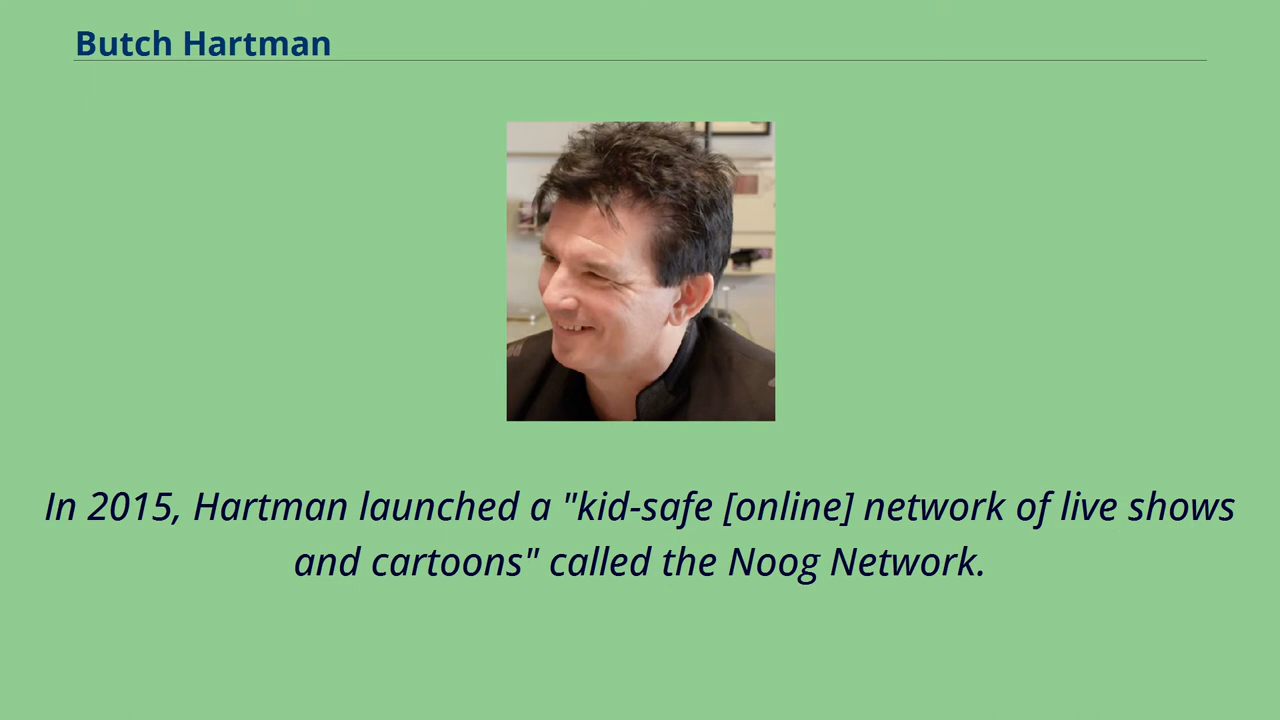 Butch Hartman
In 2015, Hartman launched a "kid-safe [online] network of live shows
and cartoons" called the Noog Network.